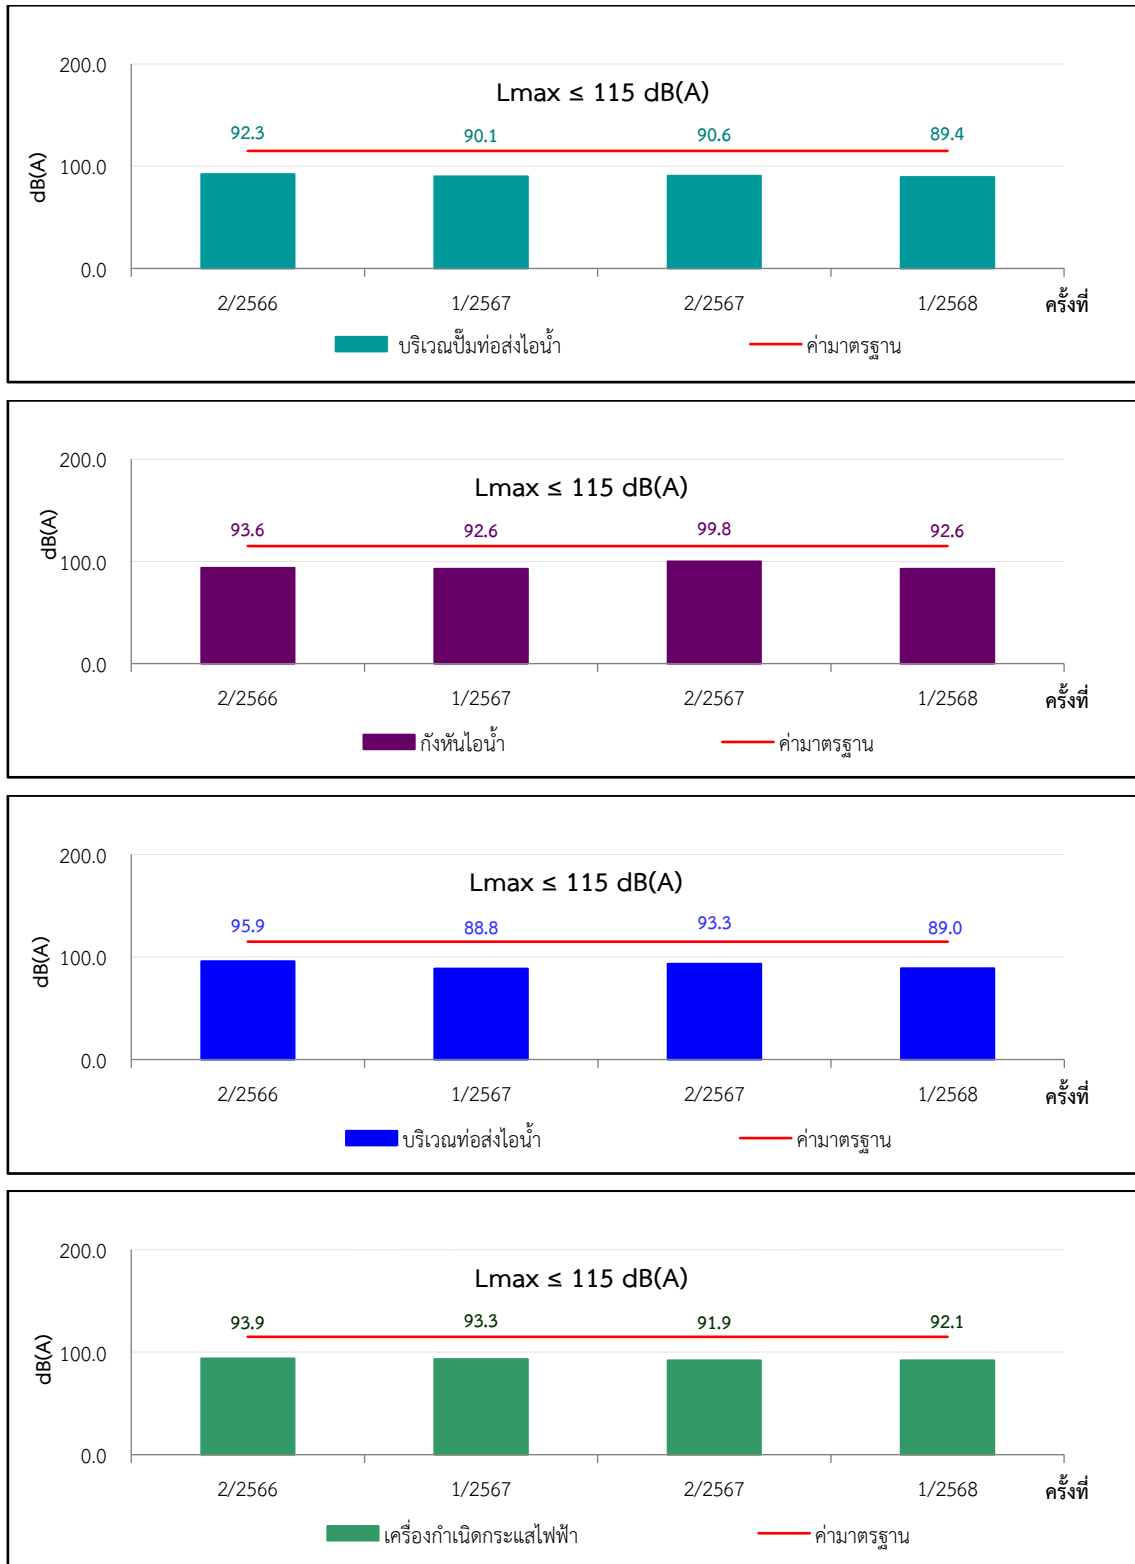 200.0
Lmax ≤ 115 dB(A)
92.3 90.1 90.6 89.4
dB(A)
100.0
0.0
2/2566 1/2567 2/2567 1/2568 ครั้งที่
บริเวณปั๊มท่อส่งไอน้ำ ค่ามาตรฐาน
200.0
Lmax ≤ 115 dB(A)
93.6 92.6 99.8 92.6
dB(A)
100.0
0.0
2/2566 1/2567 2/2567 1/2568 ครั้งที่
กังหันไอน้ำ ค่ามาตรฐาน
200.0
Lmax ≤ 115 dB(A)
95.9 88.8 93.3 89.0
dB(A)
100.0
0.0
2/2566 1/2567 2/2567 1/2568 ครั้งที่
บริเวณท่อส่งไอน้ำ ค่ามาตรฐาน
200.0
Lmax ≤ 115 dB(A)
93.9 93.3 91.9 92.1
dB(A)
100.0
0.0
2/2566 1/2567 2/2567 1/2568 ครั้งที่
เครื่องกำเนิดกระแสไฟฟ้า ค่ามาตรฐาน